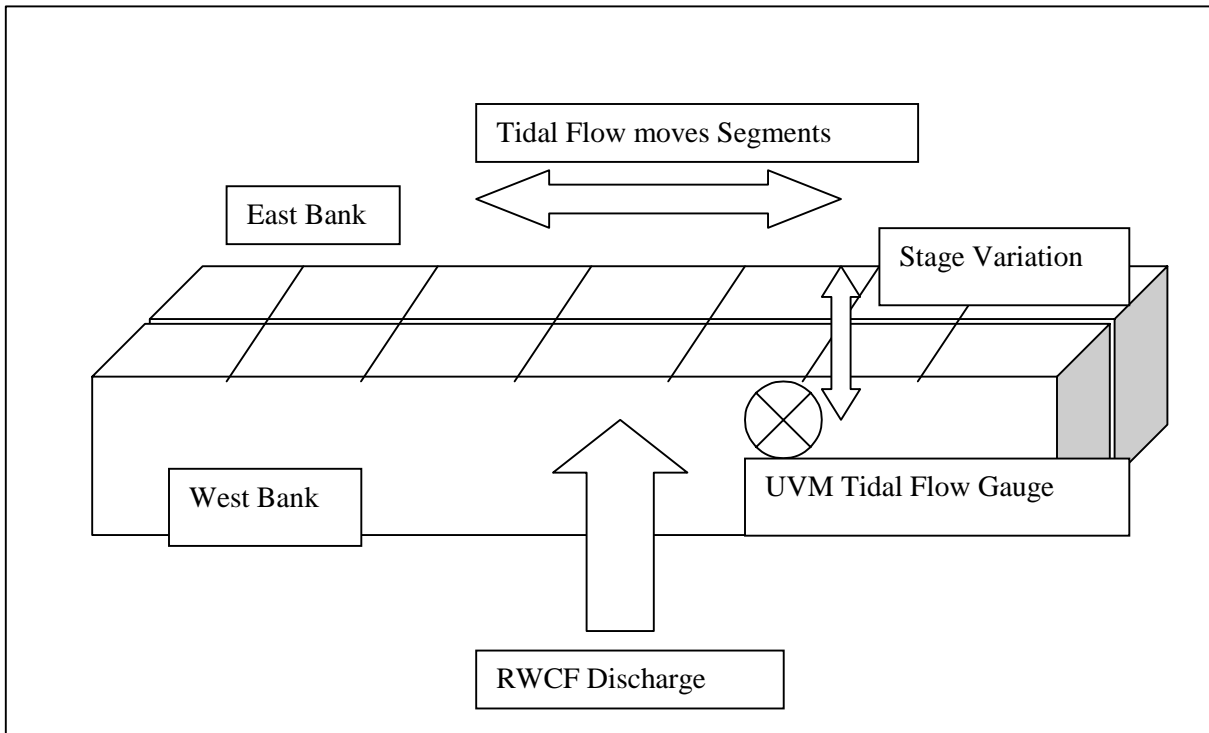 Tidal Flow moves Segments
East Bank
Stage Variation
West Bank
UVM Tidal Flow Gauge
RWCF Discharge